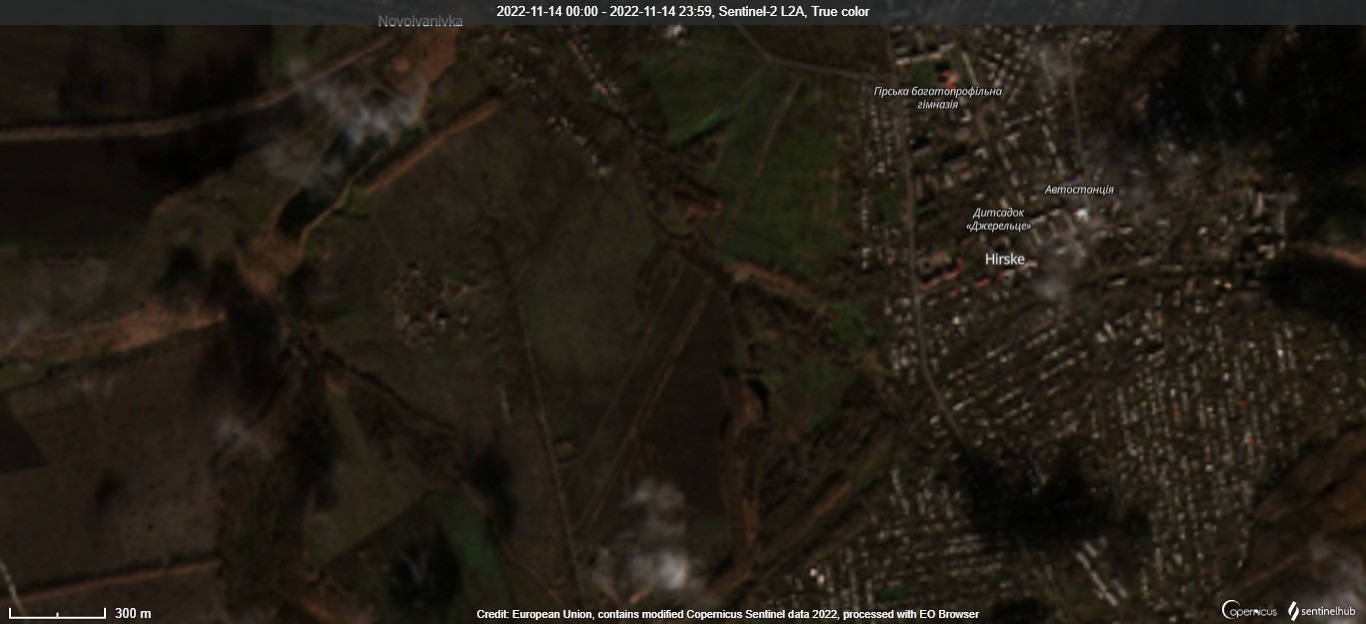 2022-11-14 00:00 - 2022-11-14 23:59, Sentinel-2 L2A, True color
Novoivanivka
Гірська багатопрофільна
гімназія
Автостанція
Дитсадок
«Джерельце»
Hirske
300 m
Credit: European Union, contains modified Copernicus Sentinel data 2022, processed with EO Browser
Copernicus
sentinelhub